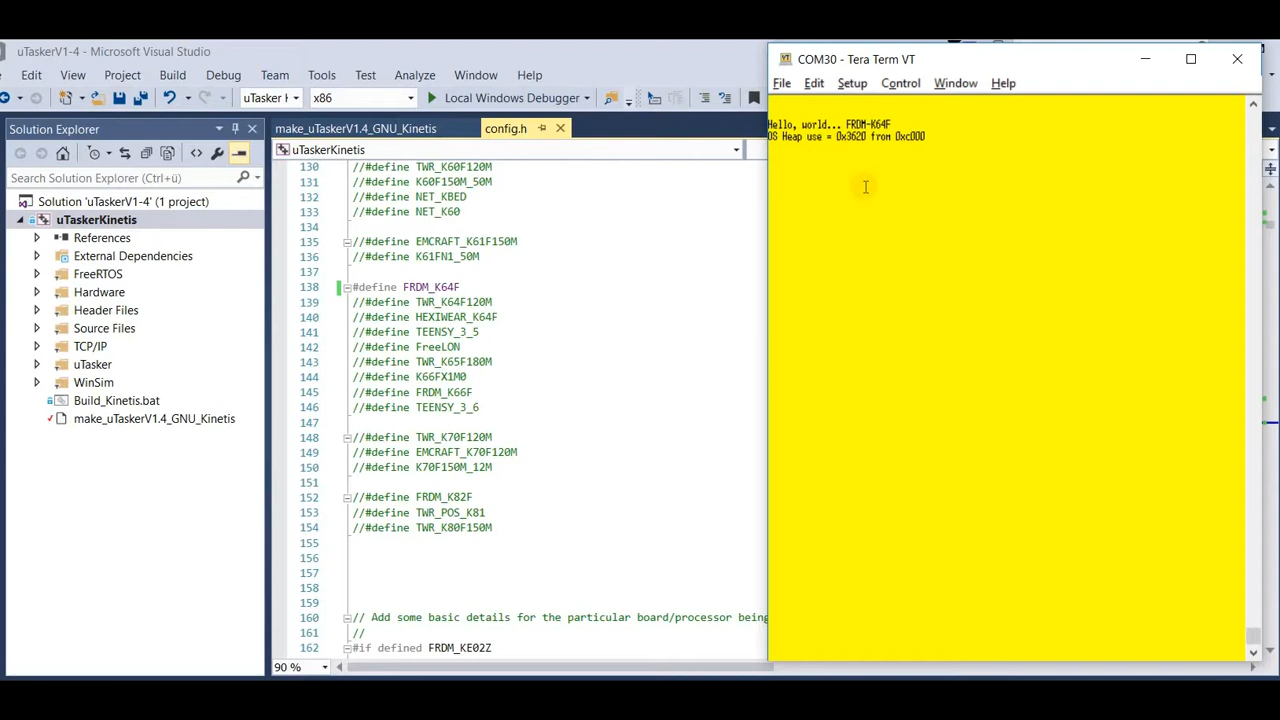 uTaskerV1-4 - Microsoft Visual Studio
Edit View Project Build Debug Team Tools Test Analyze Window Help
uTasker k x86 Local Windows Debugger
Solution Explorer
Search Solution Explorer (Ctrl+ü)
Solution 'uTaskerV1-4' (1 project)
uTaskerKinetis
References
External Dependencies
FreeRTOS
Hardware
Header Files
Source Files
TCP/IP
uTasker
WinSim
Build_Kinetis.bat
make_uTaskerV1.4_GNU_Kinetis
make_uTaskerV1.4_GNU_Kinetis config.h
uTaskerKinetis
130 //#define TWR_K60F120M
131 //#define K60F150M_50M
132 //#define NET_KBED
133 //#define NET_K60
134
135 //#define EMCRAFT_K61F150M
136 //#define K61FN1_50M
137
138 #define FRDM_K64F
139 //#define TWR_K64F120M
140 //#define HEXIWEAR_K64F
141 //#define TEENSY_3_5
142 //#define FreeLON
143 //#define TWR_K65F180M
144 //#define K66FX1M0
145 //#define FRDM_K66F
146 //#define TEENSY_3_6
147
148 //#define TWR_K70F120M
149 //#define EMCRAFT_K70F120M
150 //#define K70F150M_12M
151
152 //#define FRDM_K82F
153 //#define TWR_POS_K81
154 //#define TWR_K80F150M
155
156
157
158
159
160 // Add some basic details for the particular board/processor being
161 //
162 #if defined FRDM_KE02Z
90 %
COM30 - Tera Term VT
File Edit Setup Control Window Help
Hello, world... FRDM-K64F
OS Heap use = 0x3620 from 0xc000